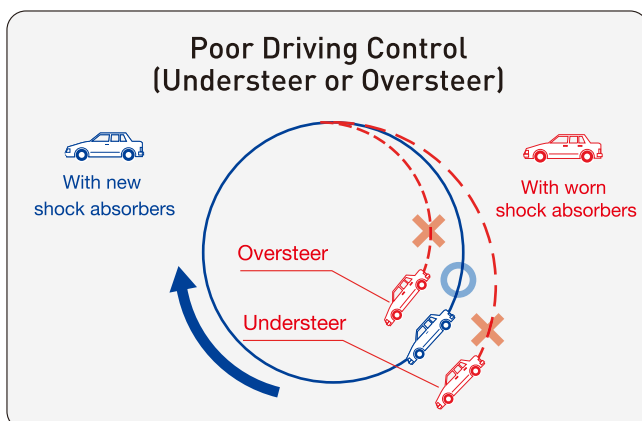 Poor Driving Control
(Understeer or Oversteer)
With new
shock absorbers
With worn
shock absorbers
Oversteer
Understeer